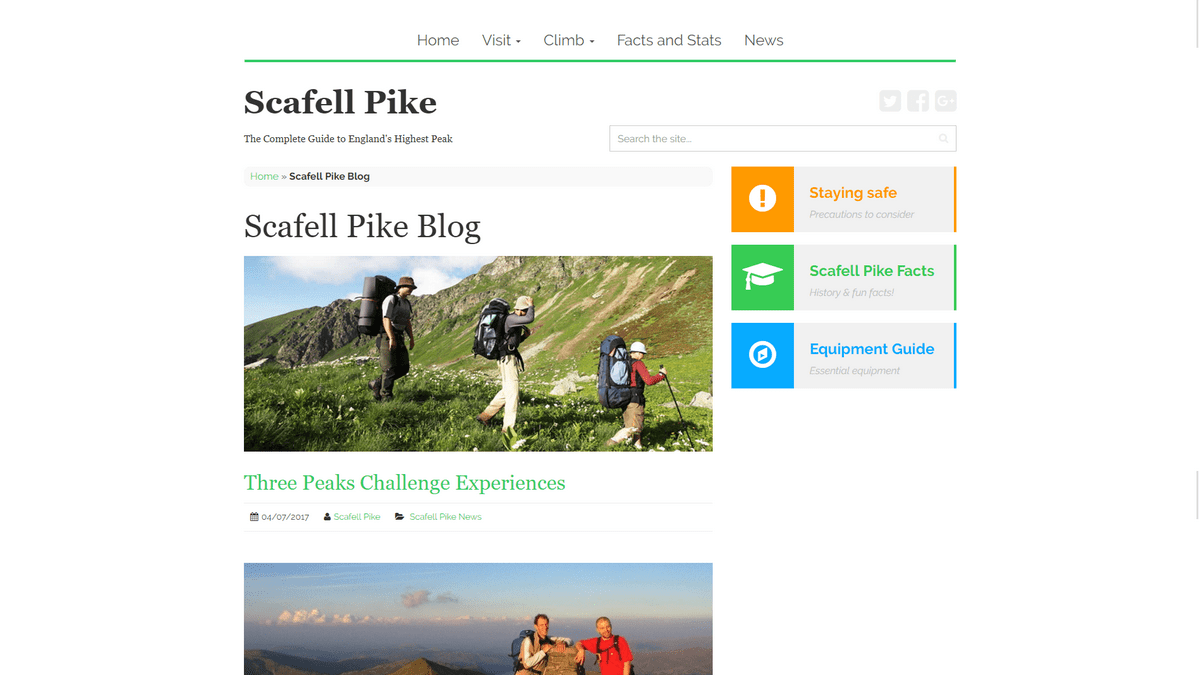 Home Visit Climb Facts and Stats News
Scafell Pike
The Complete Guide to England's Highest Peak
Search the site...
Home » Scafell Pike Blog
Scafell Pike Blog
Three Peaks Challenge Experiences
04/07/2017 Scafell Pike Scafell Pike News
Staying safe
Precautions to consider
Scafell Pike Facts
History & fun facts!
Equipment Guide
Essential equipment